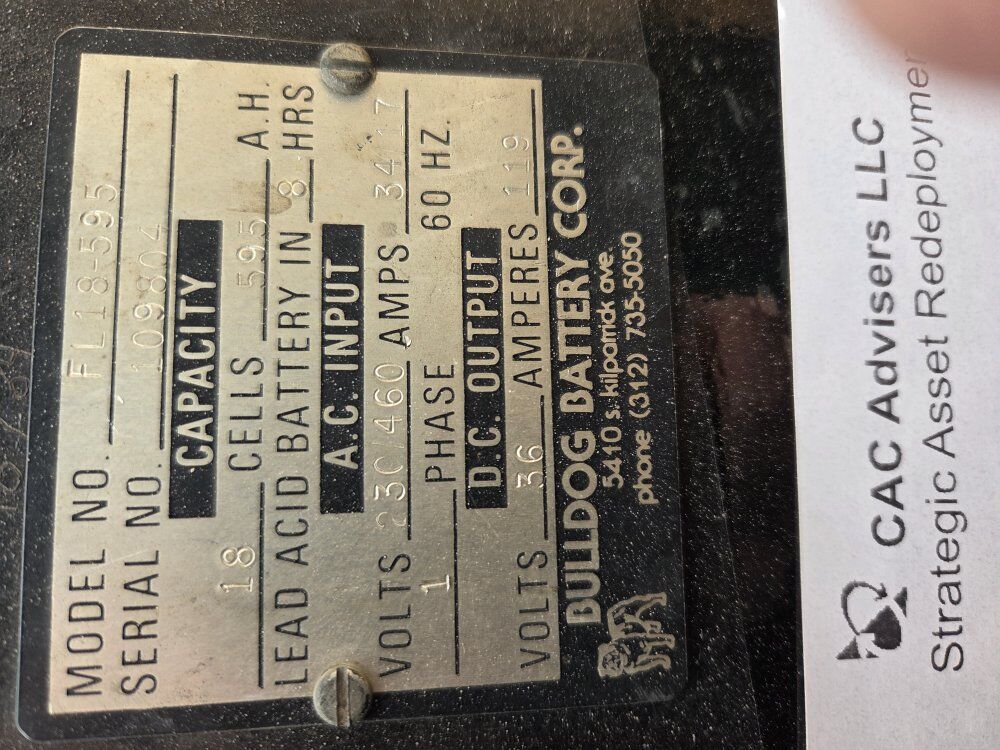 MODEL NO. FL18-595
SERIAL NO. 109804
CAPACITY
18 CELLS 595 A.H.
LEAD ACID BATTERY IN 8 HRS
A.C. INPUT
VOLTS 230/460 AMPS 34/17
1 PHASE 60 HZ.
D.C. OUTPUT
VOLTS 36 AMPERES 119
BULLDOG BATTERY CORP.
5410 s. kilpatrick ave.
phone (312) 735-5050
CAC Advisers LLC
Strategic Asset